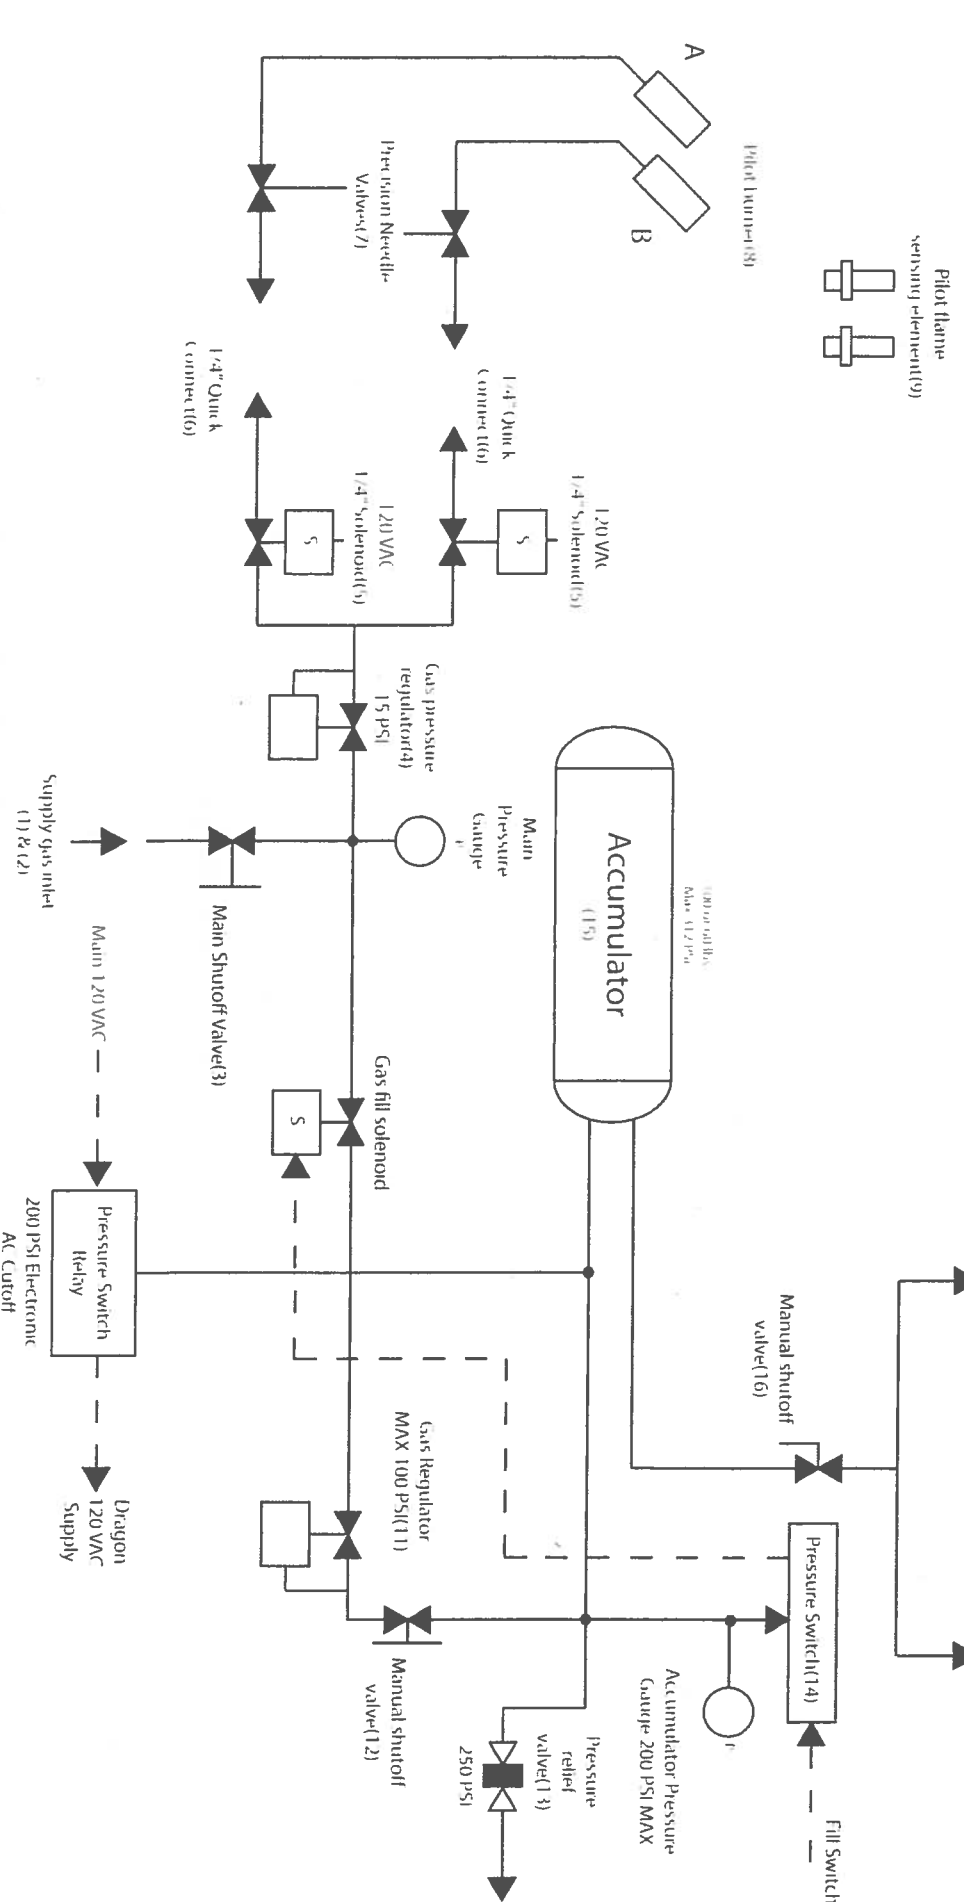 Pilot flame
sensing element(9)
Pilot burner(8)
A
B
Precision Needle
Valves(7)
1/4" Quick
Connect(6)
1/4" Quick
Connect(6)
120 VAC
1/4" Solenoid(5)
S
120 VAC
1/4" Solenoid(5)
S
Gas pressure
regulator(4)
15 PSI
Main
Pressure
Gauge
P
Supply gas inlet
(1) & (2)
Main Shutoff Valve(3)
Accumulator
(15)
Gas fill solenoid
S
Main 120 VAC
Pressure Switch
Relay
200 PSI Electronic
AC Cutoff
Dragon
120 VAC
Supply
Gas Regulator
MAX 100 PSI(11)
Manual shutoff
valve(12)
Manual shutoff
valve(16)
Pressure Switch(14)
Fill Switch
Accumulator Pressure
Gauge 200 PSI MAX
Pressure
relief
valve(13)
250 PSI